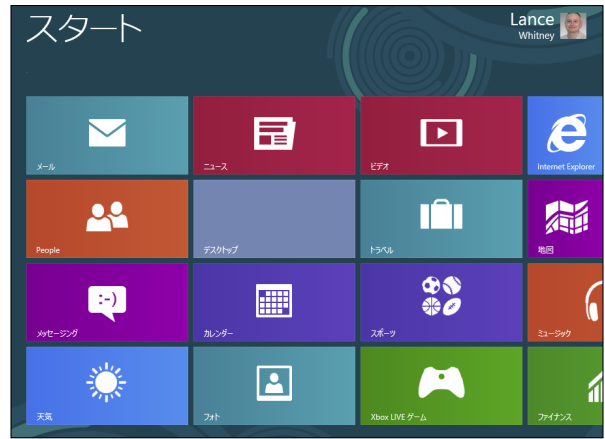 スタート
Lance
Whitney
メール
ニュース
ビデオ
Internet Explorer
People
デスクトップ
トラベル
地図
メッセージング
カレンダー
スポーツ
ミュージック
天気
フォト
Xbox LIVE ゲーム
ファイナンス